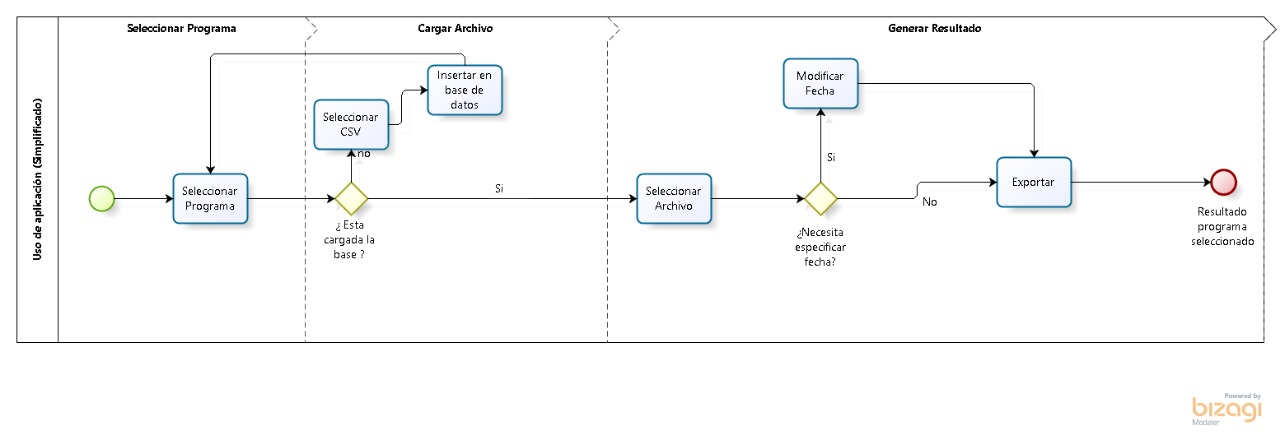 Seleccionar Programa
Cargar Archivo
Generar Resultado
Uso de aplicación (Simplificado)
Seleccionar
Programa
¿ Esta
cargada la
base ?
no
Seleccionar
CSV
Insertar en
base de
datos
Si
Seleccionar
Archivo
¿Necesita
especificar
fecha?
Si
Modificar
Fecha
No
Exportar
Resultado
programa
seleccionado
Powered by
bizagi
Modeler